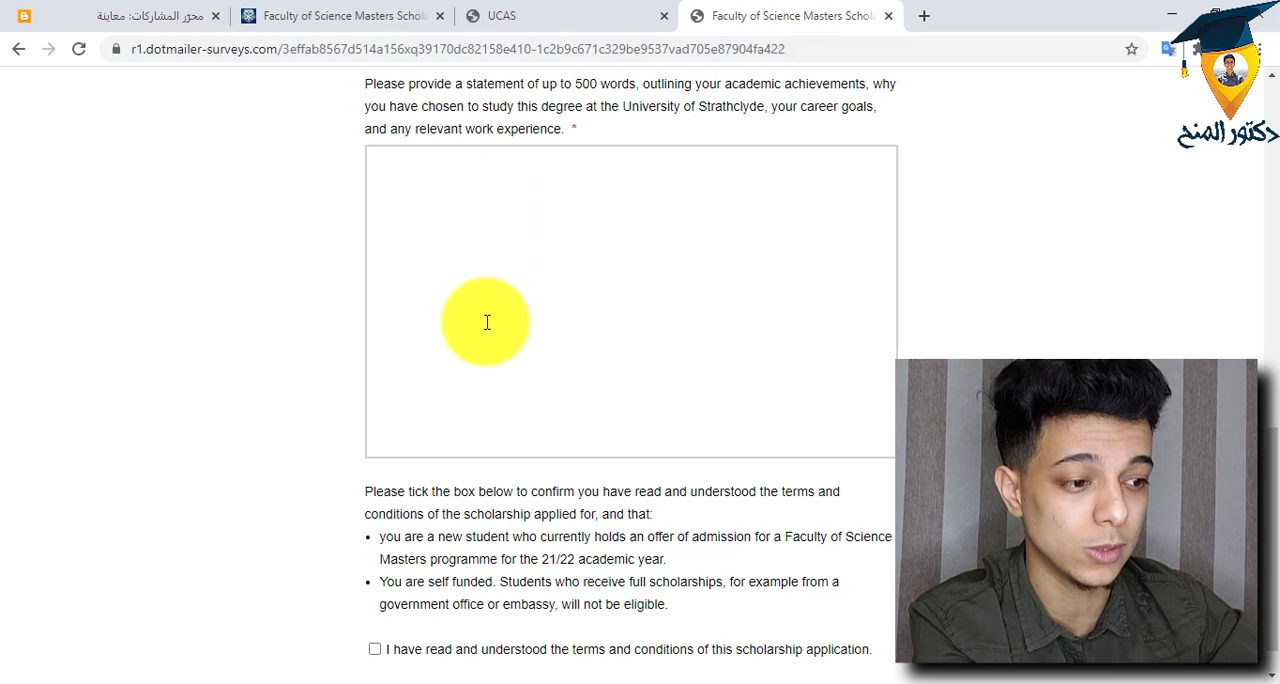 محرّر المشاركات: معاينة
Faculty of Science Masters Schola
UCAS
Faculty of Science Masters Schola
r1.dotmailer-surveys.com/3effab8567d514a156xq39170dc8215be410-1c2b9c671c329be9537vad705e87904fa422
دكتور المنح
Please provide a statement of up to 500 words, outlining your academic achievements, why
you have chosen to study this degree at the University of Strathclyde, your career goals,
and any relevant work experience. *
Please tick the box below to confirm you have read and understood the terms and
of the scholarship applied for, and that:
you are a new student who currently holds an offer of admission for a Faculty of Science
programme for the 21/22 academic year.
You are self funded. Students who receive full scholarships, for example from a
government office or embassy, will not be eligible.
I have read and understood the terms and conditions of this scholarship application.